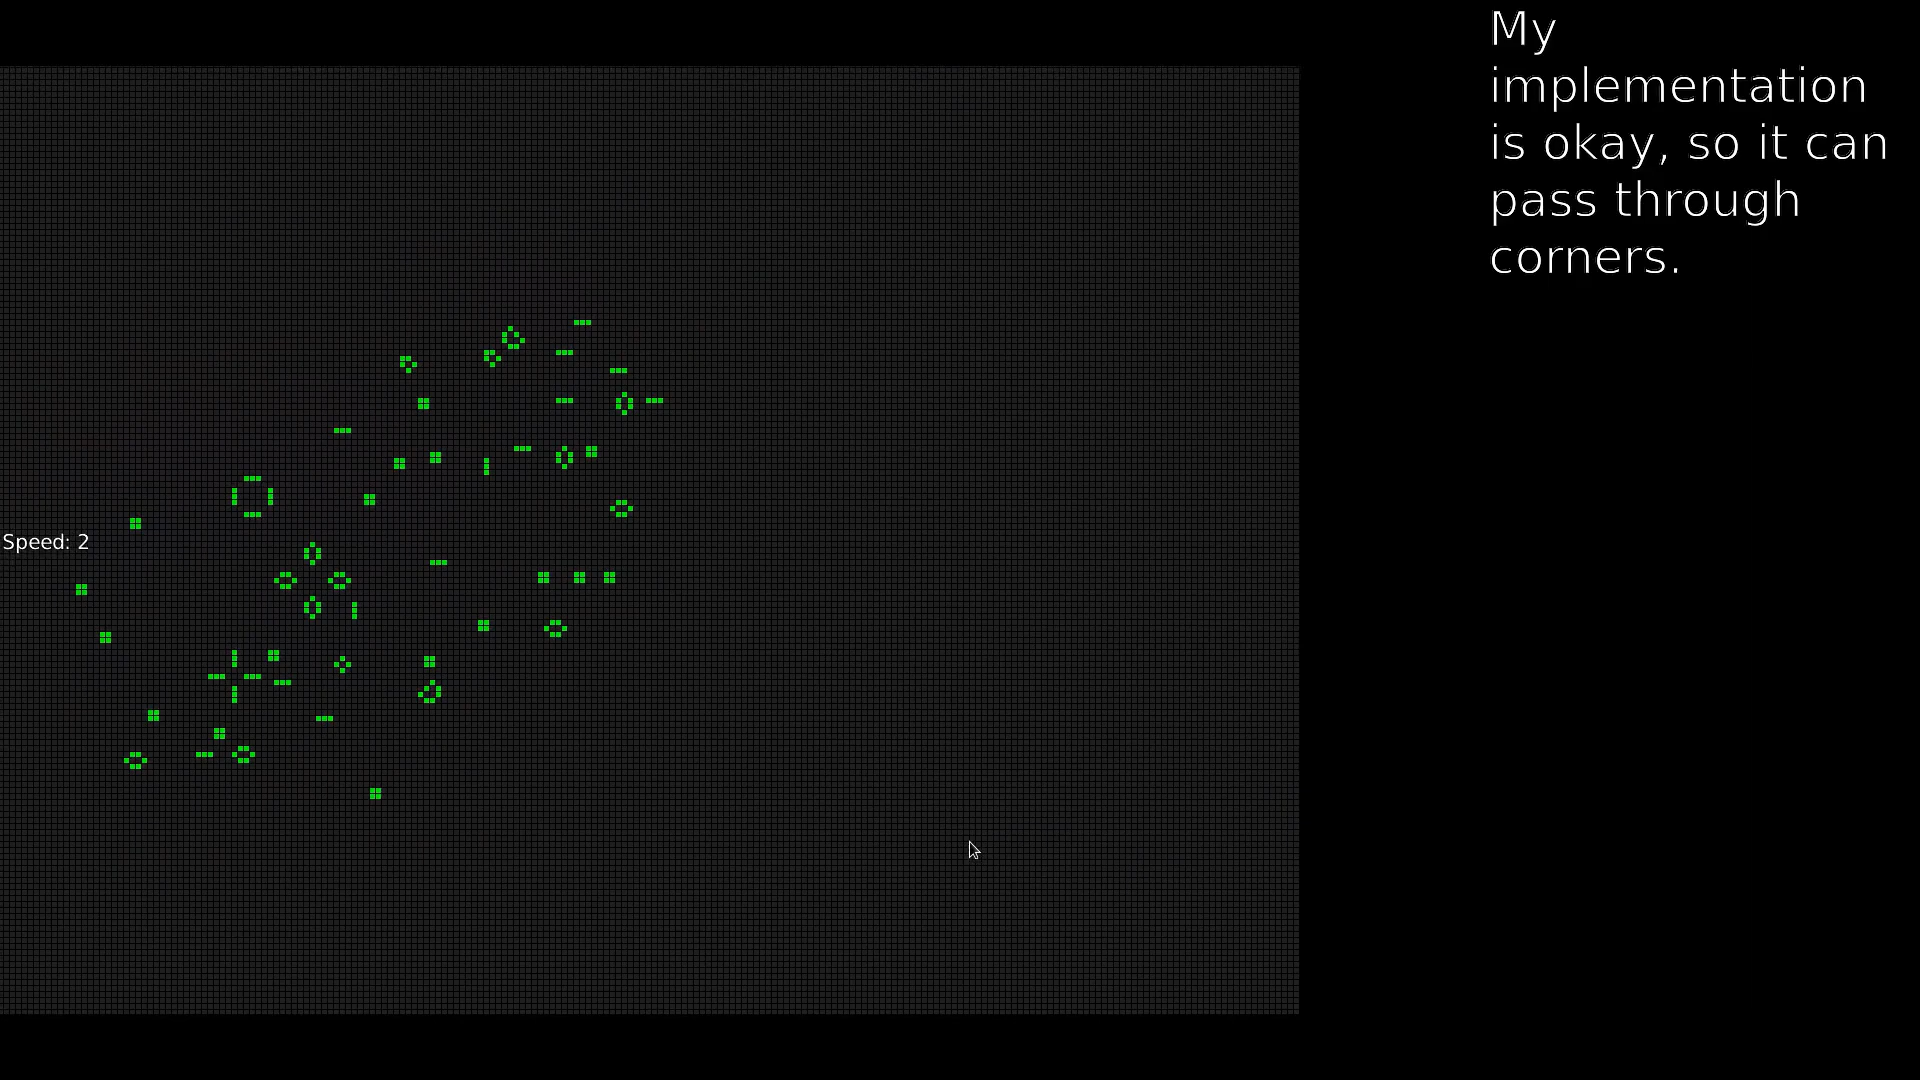 My
implementation
is okay, so it can
pass through
corners.
Speed: 2